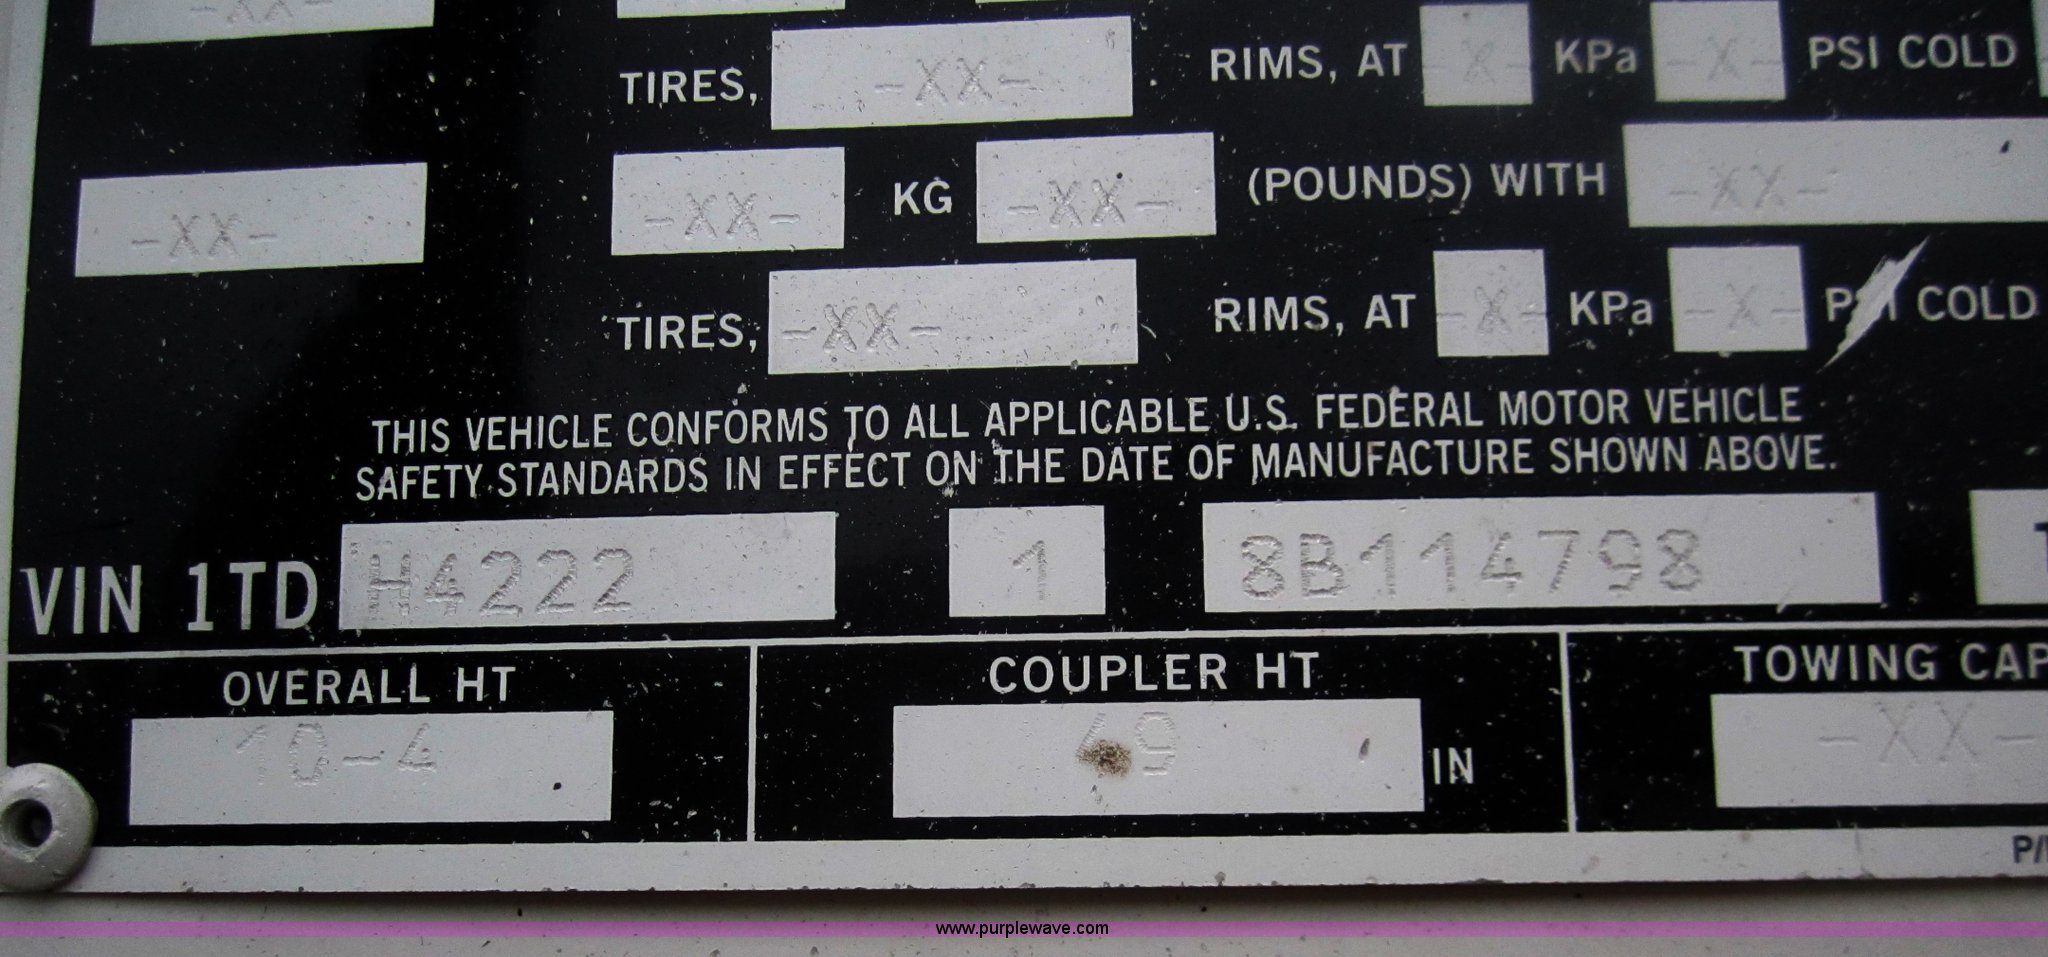 -XX-
TIRES, -XX- RIMS, AT -X- KPa -X- PSI COLD
-XX- -XX- KG -XX- (POUNDS) WITH -XX-
TIRES, -XX- RIMS, AT -X- KPa -X- PSI COLD
THIS VEHICLE CONFORMS TO ALL APPLICABLE U.S. FEDERAL MOTOR VEHICLE
SAFETY STANDARDS IN EFFECT ON THE DATE OF MANUFACTURE SHOWN ABOVE.
VIN 1TD H4222 1 8B114798
OVERALL HT COUPLER HT TOWING CAP
10-4 49 IN -XX-
www.purplewave.com